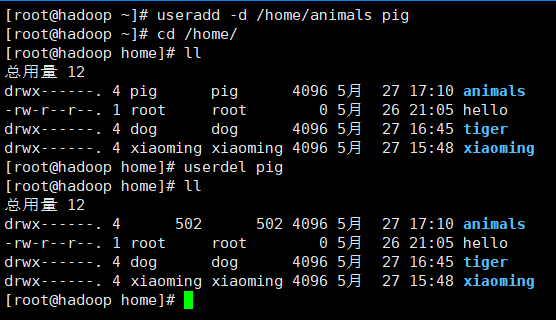 [root@hadoop ~]# useradd -d /home/animals pig
[root@hadoop ~]# cd /home/
[root@hadoop home]# ll
总用量 12
drwx------. 4 pig      pig      4096 5月  27 17:10 animals
-rw-r--r--. 1 root     root        0 5月  26 21:05 hello
drwx------. 4 dog      dog      4096 5月  27 16:45 tiger
drwx------. 4 xiaoming xiaoming 4096 5月  27 15:48 xiaoming
[root@hadoop home]# userdel pig
[root@hadoop home]# ll
总用量 12
drwx------. 4      502      502 4096 5月  27 17:10 animals
-rw-r--r--. 1 root     root        0 5月  26 21:05 hello
drwx------. 4 dog      dog      4096 5月  27 16:45 tiger
drwx------. 4 xiaoming xiaoming 4096 5月  27 15:48 xiaoming
[root@hadoop home]#